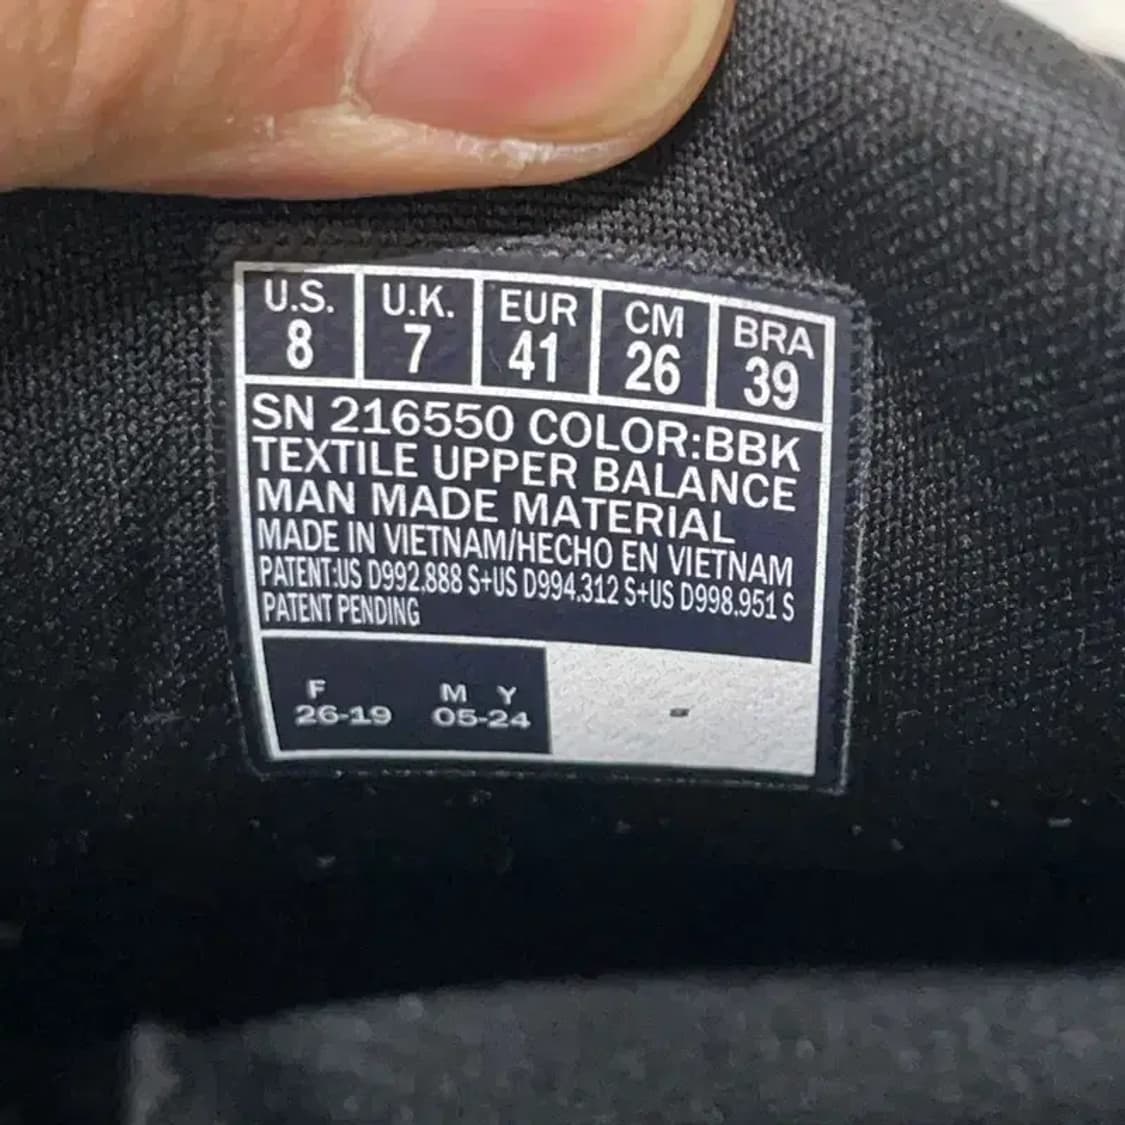 U.S. U.K. EUR CM BRA
8 7 41 26 39
SN 216550 COLOR:BBK
TEXTILE UPPER BALANCE
MAN MADE MATERIAL
MADE IN VIETNAM/HECHO EN VIETNAM
PATENT:US D992,888 S+US D994,312 S+US D998,951 S
PATENT PENDING
F M Y
26-19 05-24